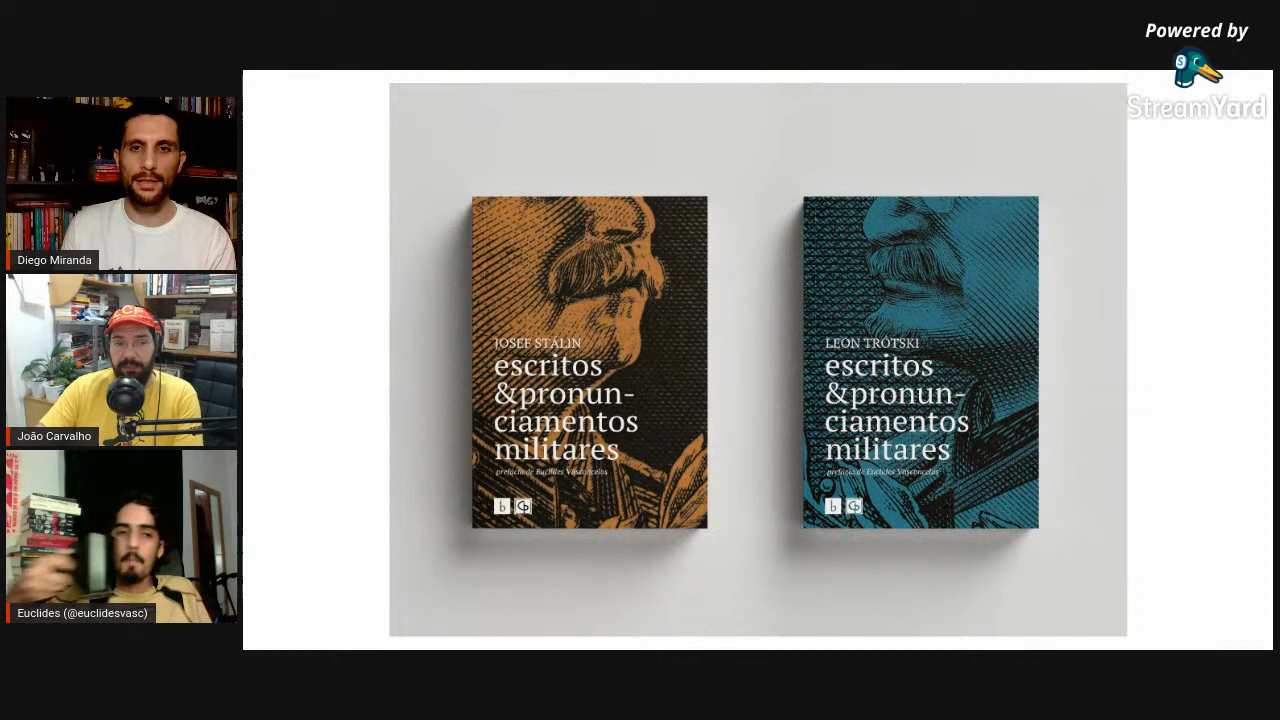 Powered by
StreamYard
Diego Miranda
João Carvalho
Euclides (@euclidesvasc)
JOSEF STÁLIN
escritos
&pronun-
ciamentos
militares
prefácio de Euclides Vasconcelos
LEON TRÓTSKI
escritos
&pronun-
ciamentos
militares
prefácio de Euclides Vasconcelos